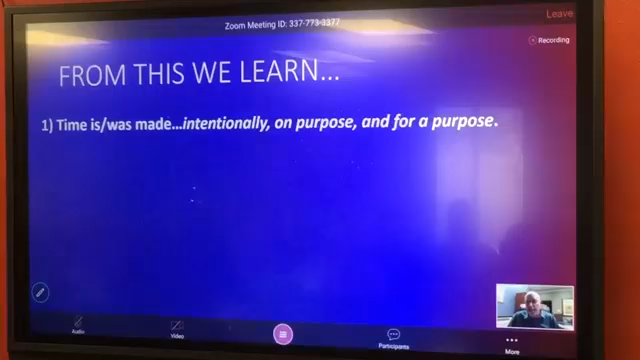 Zoom Meeting ID: 337-773-3377
Leave
Recording
FROM THIS WE LEARN...
1) Time is/was made...intentionally, on purpose, and for a purpose.
Audio
Video
Participants
More